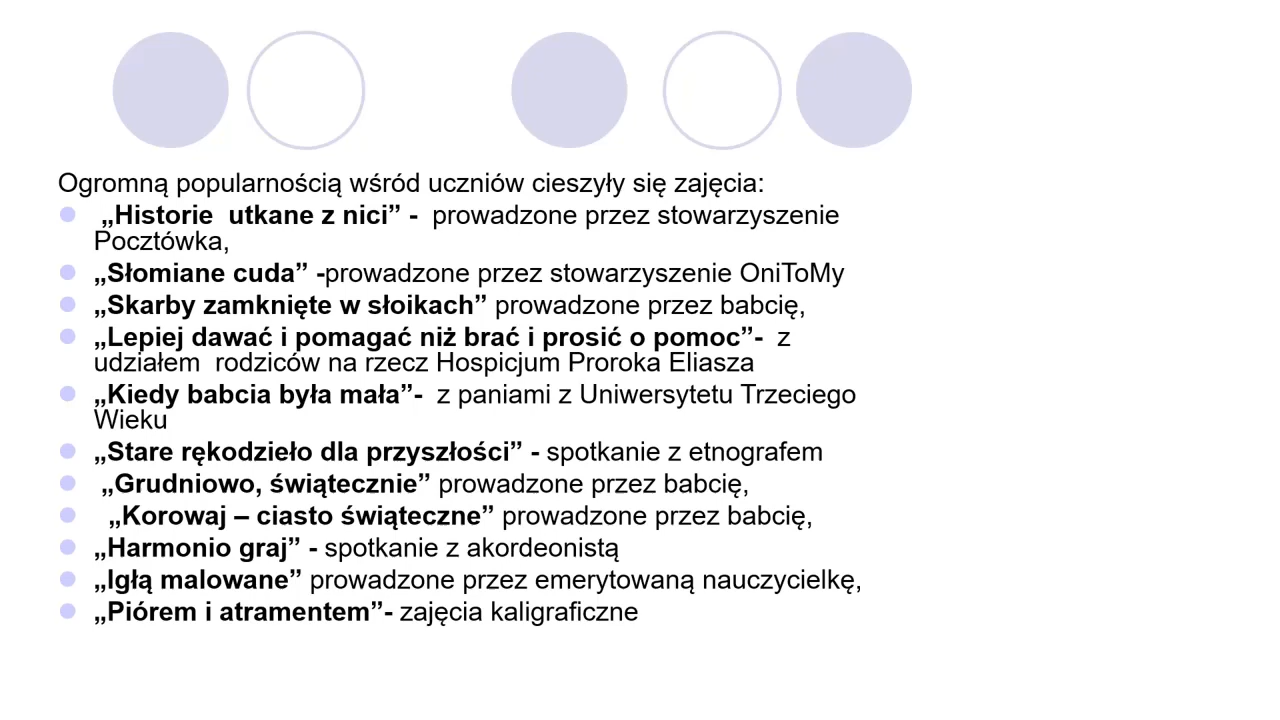 Ogromną popularnością wśród uczniów cieszyły się zajęcia:
„Historie  utkane z nici” -  prowadzone przez stowarzyszenie
Pocztówka,
„Słomiane cuda” -prowadzone przez stowarzyszenie OniToMy
„Skarby zamknięte w słoikach” prowadzone przez babcię,
„Lepiej dawać i pomagać niż brać i prosić o pomoc”-  z
udziałem  rodziców na rzecz Hospicjum Proroka Eliasza
„Kiedy babcia była mała”-  z paniami z Uniwersytetu Trzeciego
Wieku
„Stare rękodzieło dla przyszłości” - spotkanie z etnografem
„Grudniowo, świątecznie” prowadzone przez babcię,
„Korowaj – ciasto świąteczne” prowadzone przez babcię,
„Harmonio graj” - spotkanie z akordeonistą
„Igłą malowane” prowadzone przez emerytowaną nauczycielkę,
„Piórem i atramentem”- zajęcia kaligraficzne